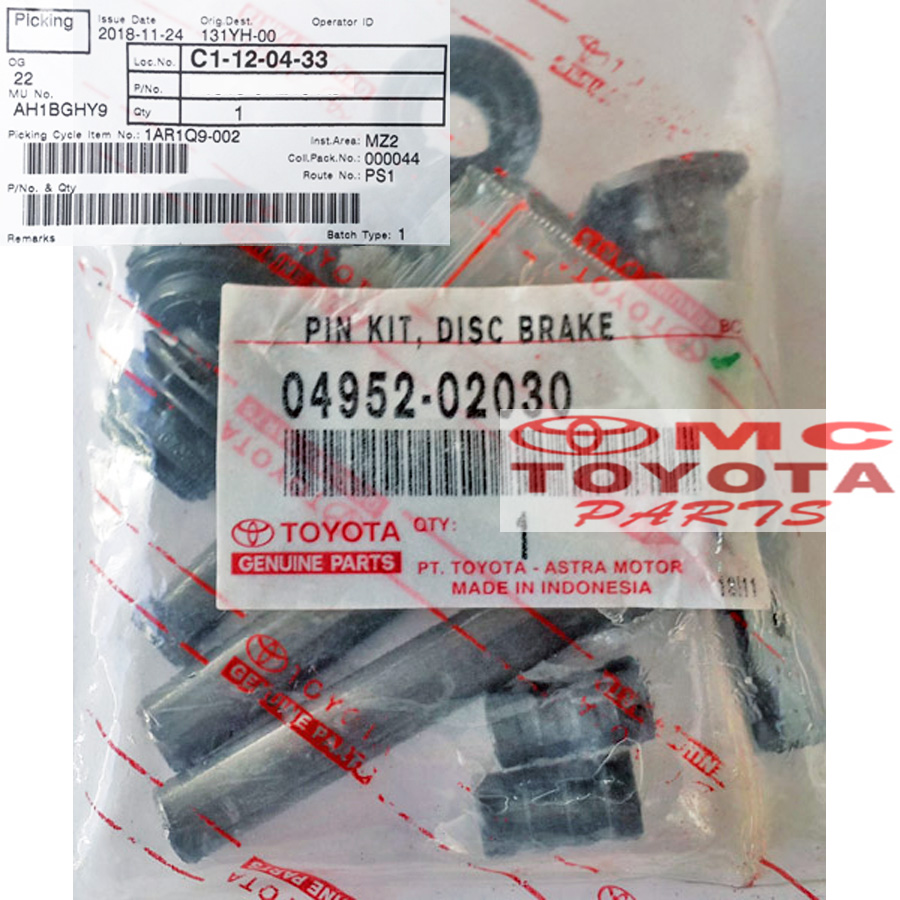 Picking
Issue Date
2018-11-24
Orig.Dest.
131YH-00
Operator ID
OG
22
MU No.
AH1BGHY9
Loc.No. C1-12-04-33
P/No.
Qty 1
Picking Cycle Item No.: 1AR1Q9-002
Inst.Area: MZ2
Coll.Pack.No.: 000044
Route No.: PS1
P/No. & Qty
Remarks
Batch Type: 1
PIN KIT, DISC BRAKE
BC
04952-02030
OMC
TOYOTA
PARTS
TOYOTA
GENUINE PARTS
QTY: 1
PT. TOYOTA - ASTRA MOTOR
MADE IN INDONESIA
TOYOTA
GENUINE PARTS